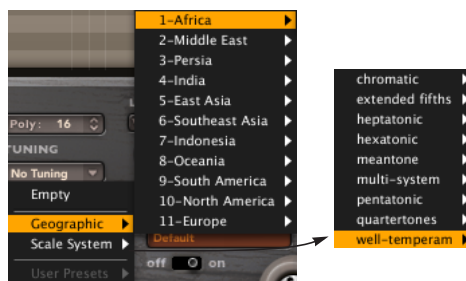 1-Africa
2-Middle East
3-Persia
4-India
5-East Asia
6-Southeast Asia
7-Indonesia
8-Oceania
9-South America
10-North America
11-Europe
Poly: 16
TUNING
No Tuning
Empty
Geographic
Scale System
User Presets
Default
off on
chromatic
extended fifths
heptatonic
hexatonic
meantone
multi-system
pentatonic
quartertones
well-temperam